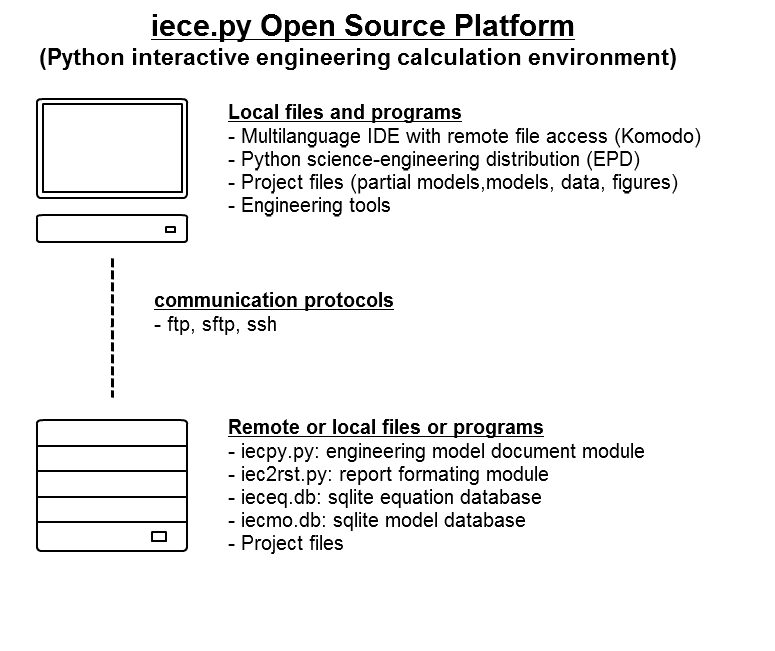 iece.py Open Source Platform
(Python interactive engineering calculation environment)
Local files and programs
- Multilanguage IDE with remote file access (Komodo)
- Python science-engineering distribution (EPD)
- Project files (partial models,models, data, figures)
- Engineering tools
communication protocols
- ftp, sftp, ssh
Remote or local files or programs
- iecpy.py: engineering model document module
- iec2rst.py: report formating module
- ieceq.db: sqlite equation database
- iecmo.db: sqlite model database
- Project files